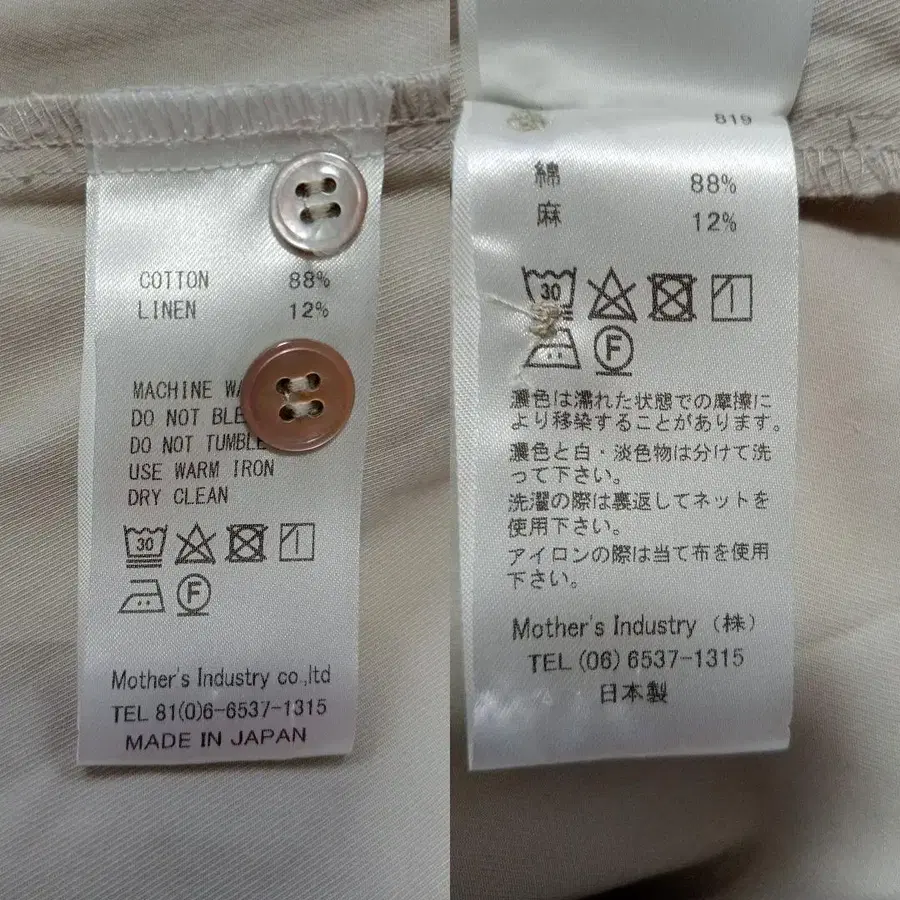 COTTON 88%
LINEN 12%
MACHINE
DO NOT
DO NOT TUMBLE
USE WARM IRON
DRY CLEAN
30
F
Mother's Industry co.,ltd
TEL 81(0)6-6537-1315
MADE IN JAPAN
819
綿 88%
麻 12%
30
F
濃色は濡れた状態での摩擦に
より移染することがあります。
濃色と白・淡色物は分けて洗
って下さい。
洗濯の際は裏返してネットを
使用下さい。
アイロンの際は当て布を使用
下さい。
Mother's Industry（株）
TEL(06)6537-1315
日本製